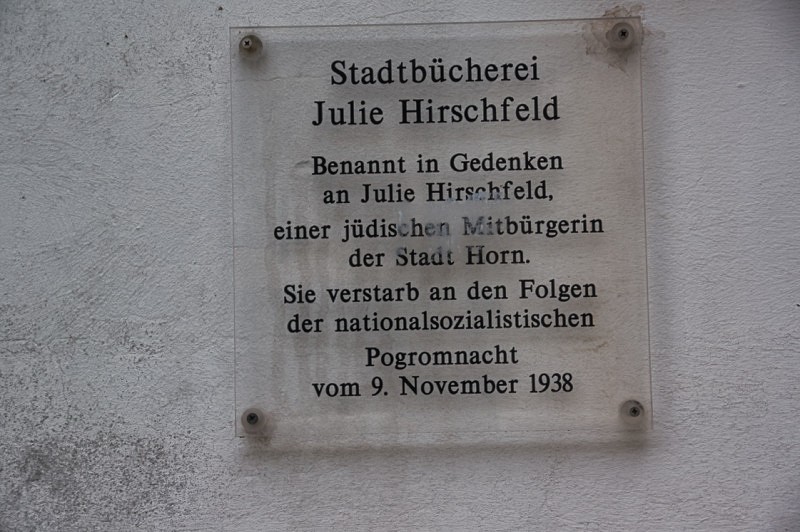 Stadtbücherei
Julie Hirschfeld
Benannt in Gedenken
an Julie Hirschfeld,
einer jüdischen Mitbürgerin
der Stadt Horn.
Sie verstarb an den Folgen
der nationalsozialistischen
Pogromnacht
vom 9. November 1938